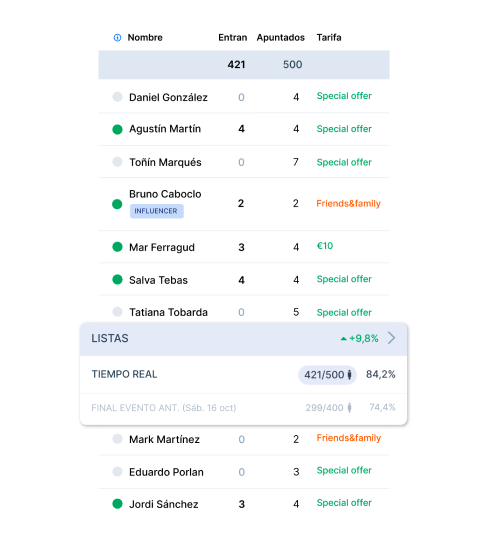 Nombre Entran Apuntados Tarifa
421 500
Daniel González 0 4 Special offer
Agustín Martín 4 4 Special offer
Toñín Marqués 0 7 Special offer
Bruno Caboclo 2 2 Friends&family
INFLUENCER
Mar Ferragud 3 4 €10
Salva Tebas 4 4 Special offer
Tatiana Tobarda 0 5 Special offer
LISTAS +9,8%
TIEMPO REAL 421/500 84,2%
FINAL EVENTO ANT. (Sáb. 16 oct) 299/400 74,4%
Mark Martínez 0 2 Friends&family
Eduardo Porlan 0 3 Special offer
Jordi Sánchez 3 4 Special offer